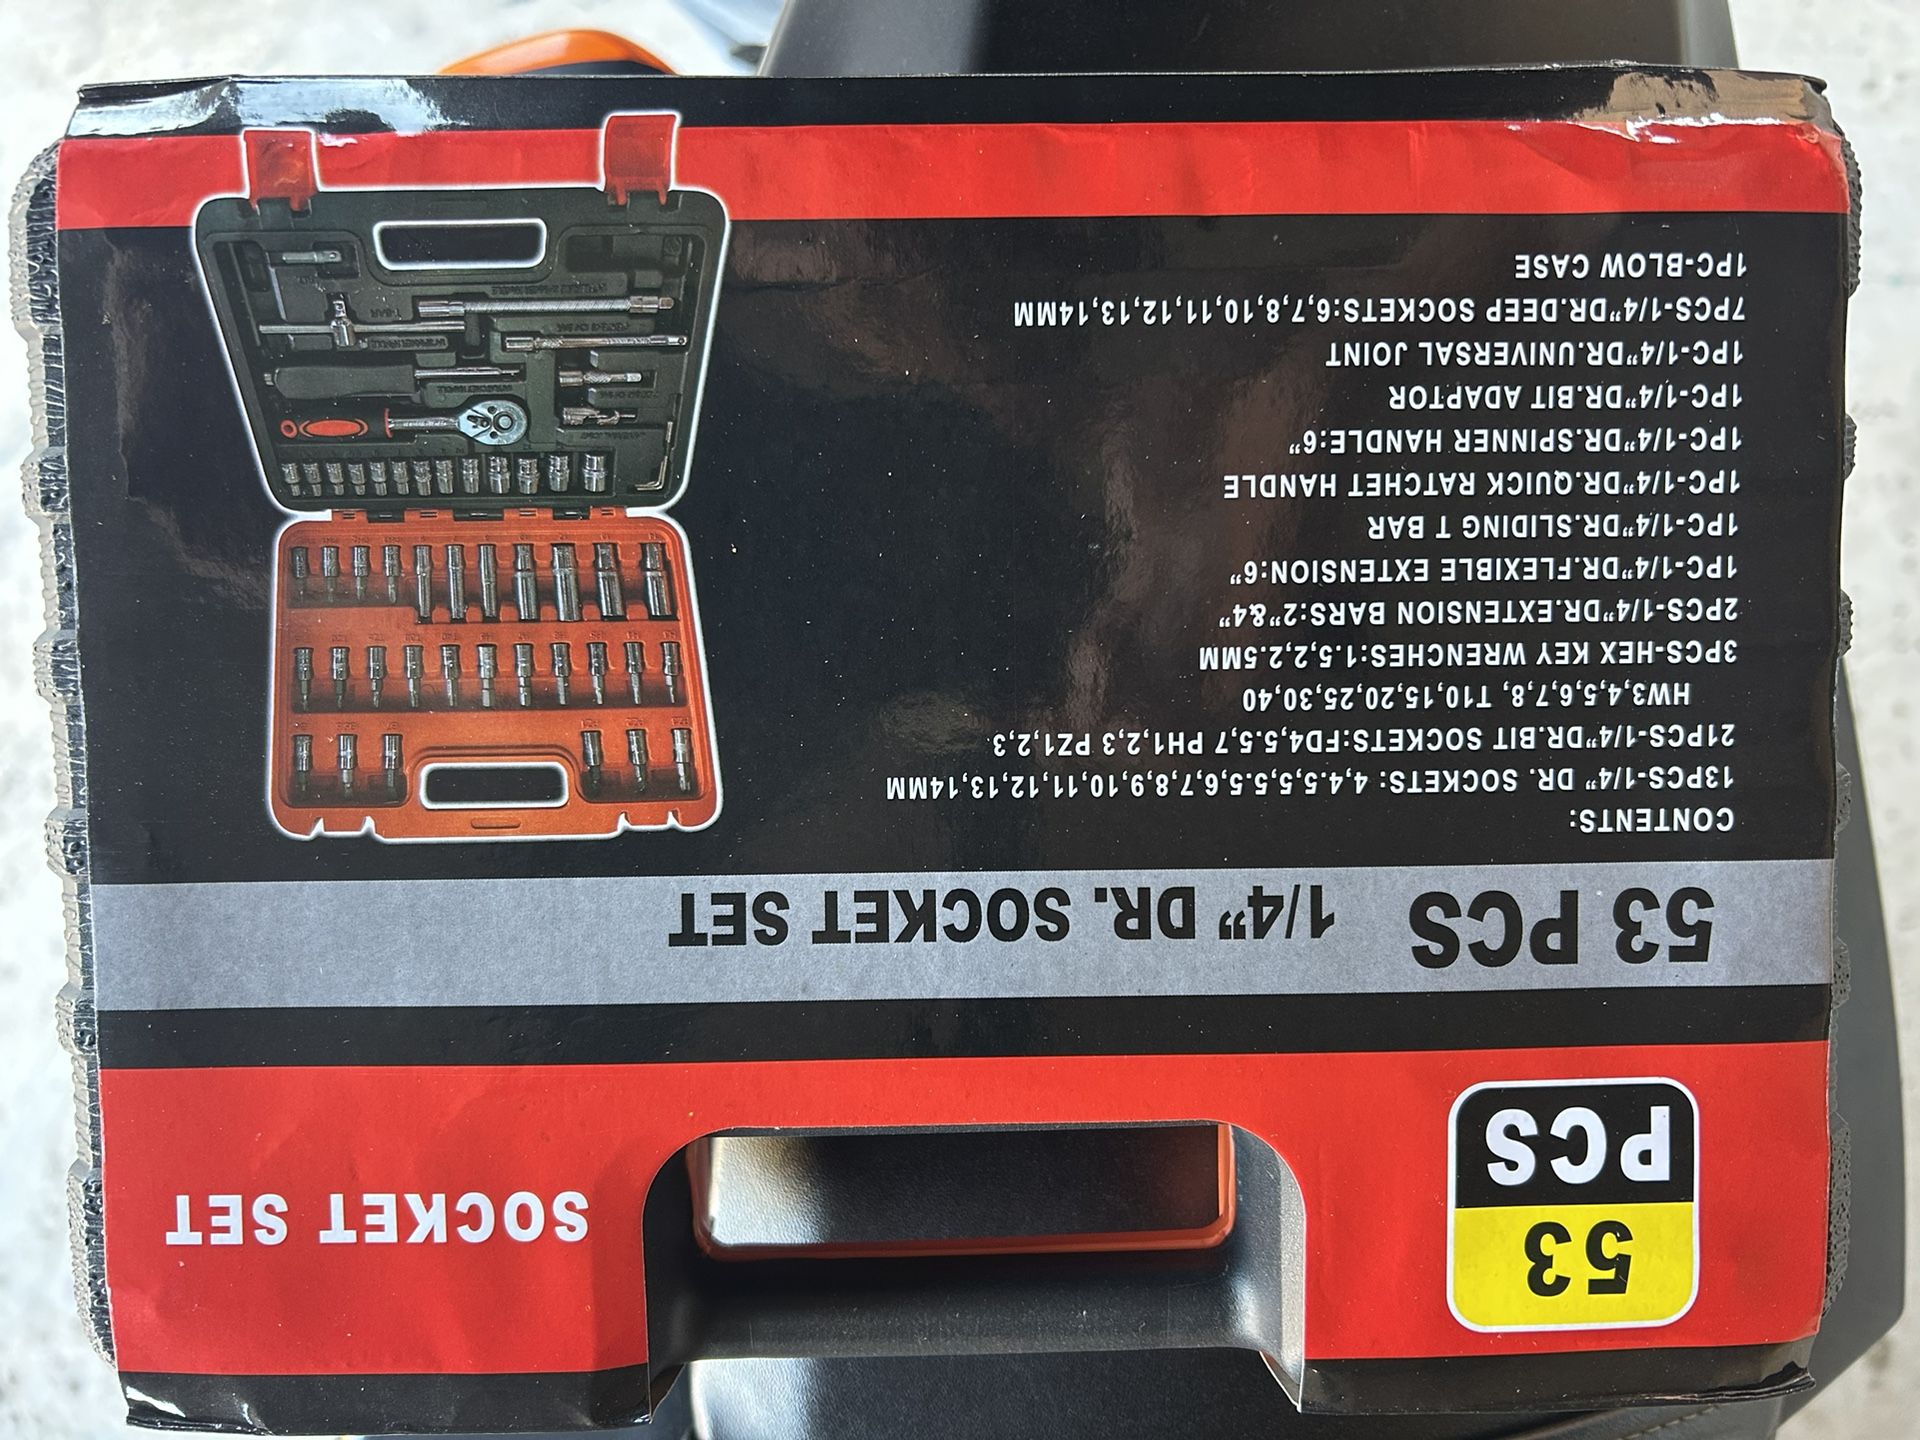 SOCKET SET
53
PCS
53 PCS 1/4” DR. SOCKET SET
CONTENTS:
13PCS-1/4” DR. SOCKETS: 4,4.5,5,5.5,6,7,8,9,10,11,12,13,14MM
21PCS-1/4”DR.BIT SOCKETS:FD4,5.5,7 PH1,2,3 PZ1,2,3
HW3,4,5,6,7,8, T10,15,20,25,30,40
3PCS-HEX KEY WRENCHES:1.5,2,2.5MM
2PCS-1/4”DR.EXTENSION BARS:2”&4”
1PC-1/4”DR.FLEXIBLE EXTENSION:6”
1PC-1/4”DR.SLIDING T BAR
1PC-1/4”DR.QUICK RATCHET HANDLE
1PC-1/4”DR.SPINNER HANDLE:6”
1PC-1/4”DR.BIT ADAPTOR
1PC-1/4”DR.UNIVERSAL JOINT
7PCS-1/4”DR.DEEP SOCKETS:6,7,8,10,11,12,13,14MM
1PC-BLOW CASE